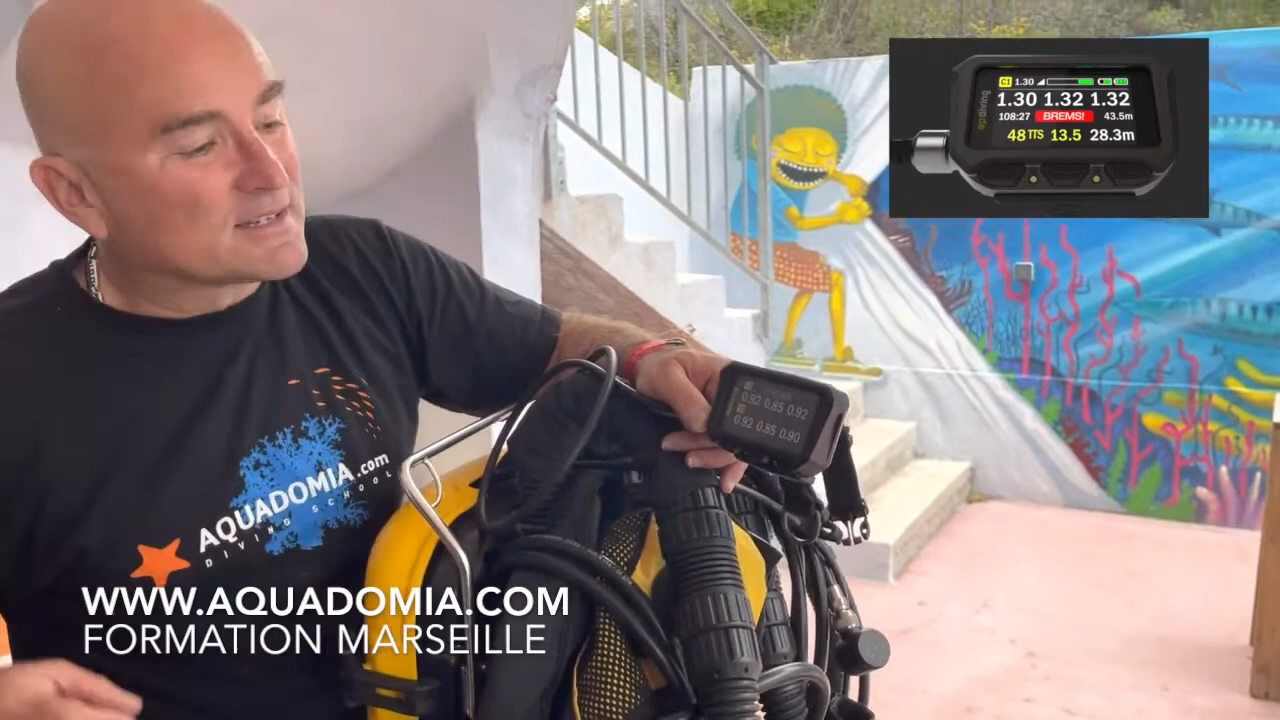 C1 1.30
1.30 1.32 1.32
108:27 BREMS! 43.5m
48 TTS 13.5 28.3m
apdiving
0.92 0.85 0.92
0.92 0.85 0.90
AQUADOMIA.com
DIVING SCHOOL
WWW.AQUADOMIA.COM
FORMATION MARSEILLE